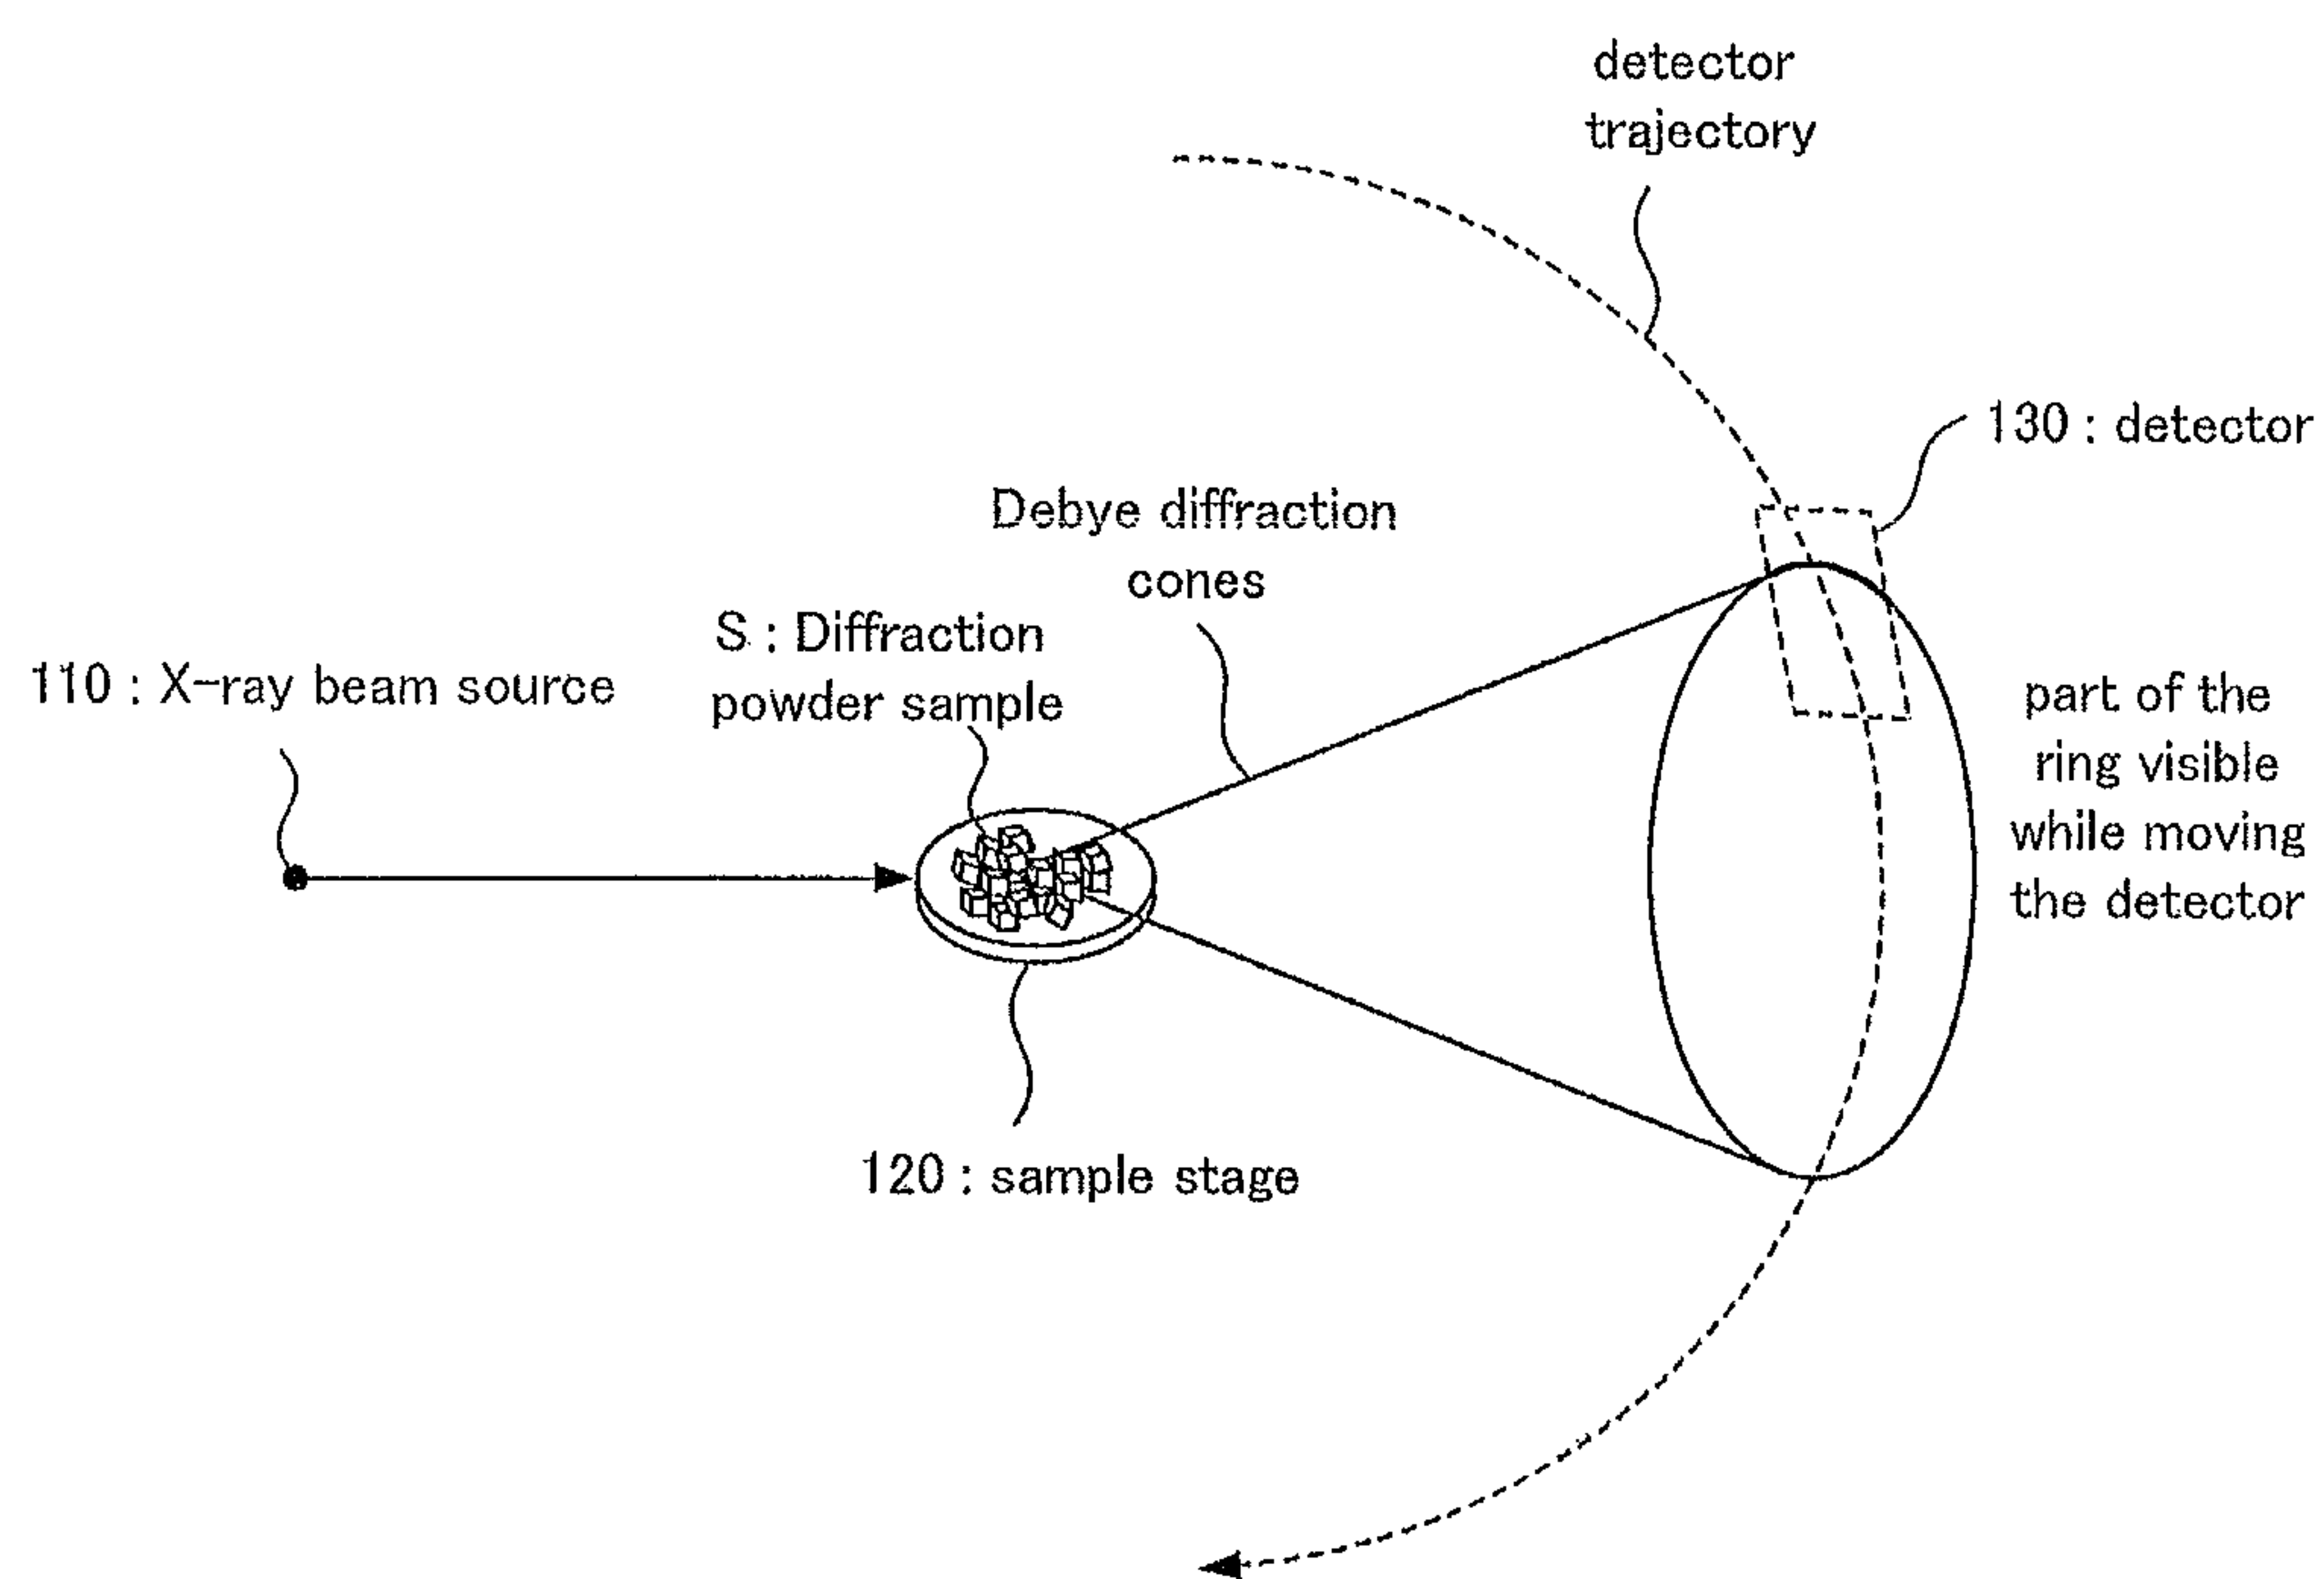 detector
trajectory
130 : detector
Debye diffraction
cones
S : Diffraction
powder sample
110 : X-ray beam source
part of the
ring visible
while moving
the detector
120 : sample stage